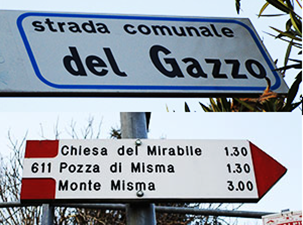 strada comunale
del Gazzo
Chiesa del Mirabile 1.30
611 Pozza di Misma 1.30
Monte Misma 3.00